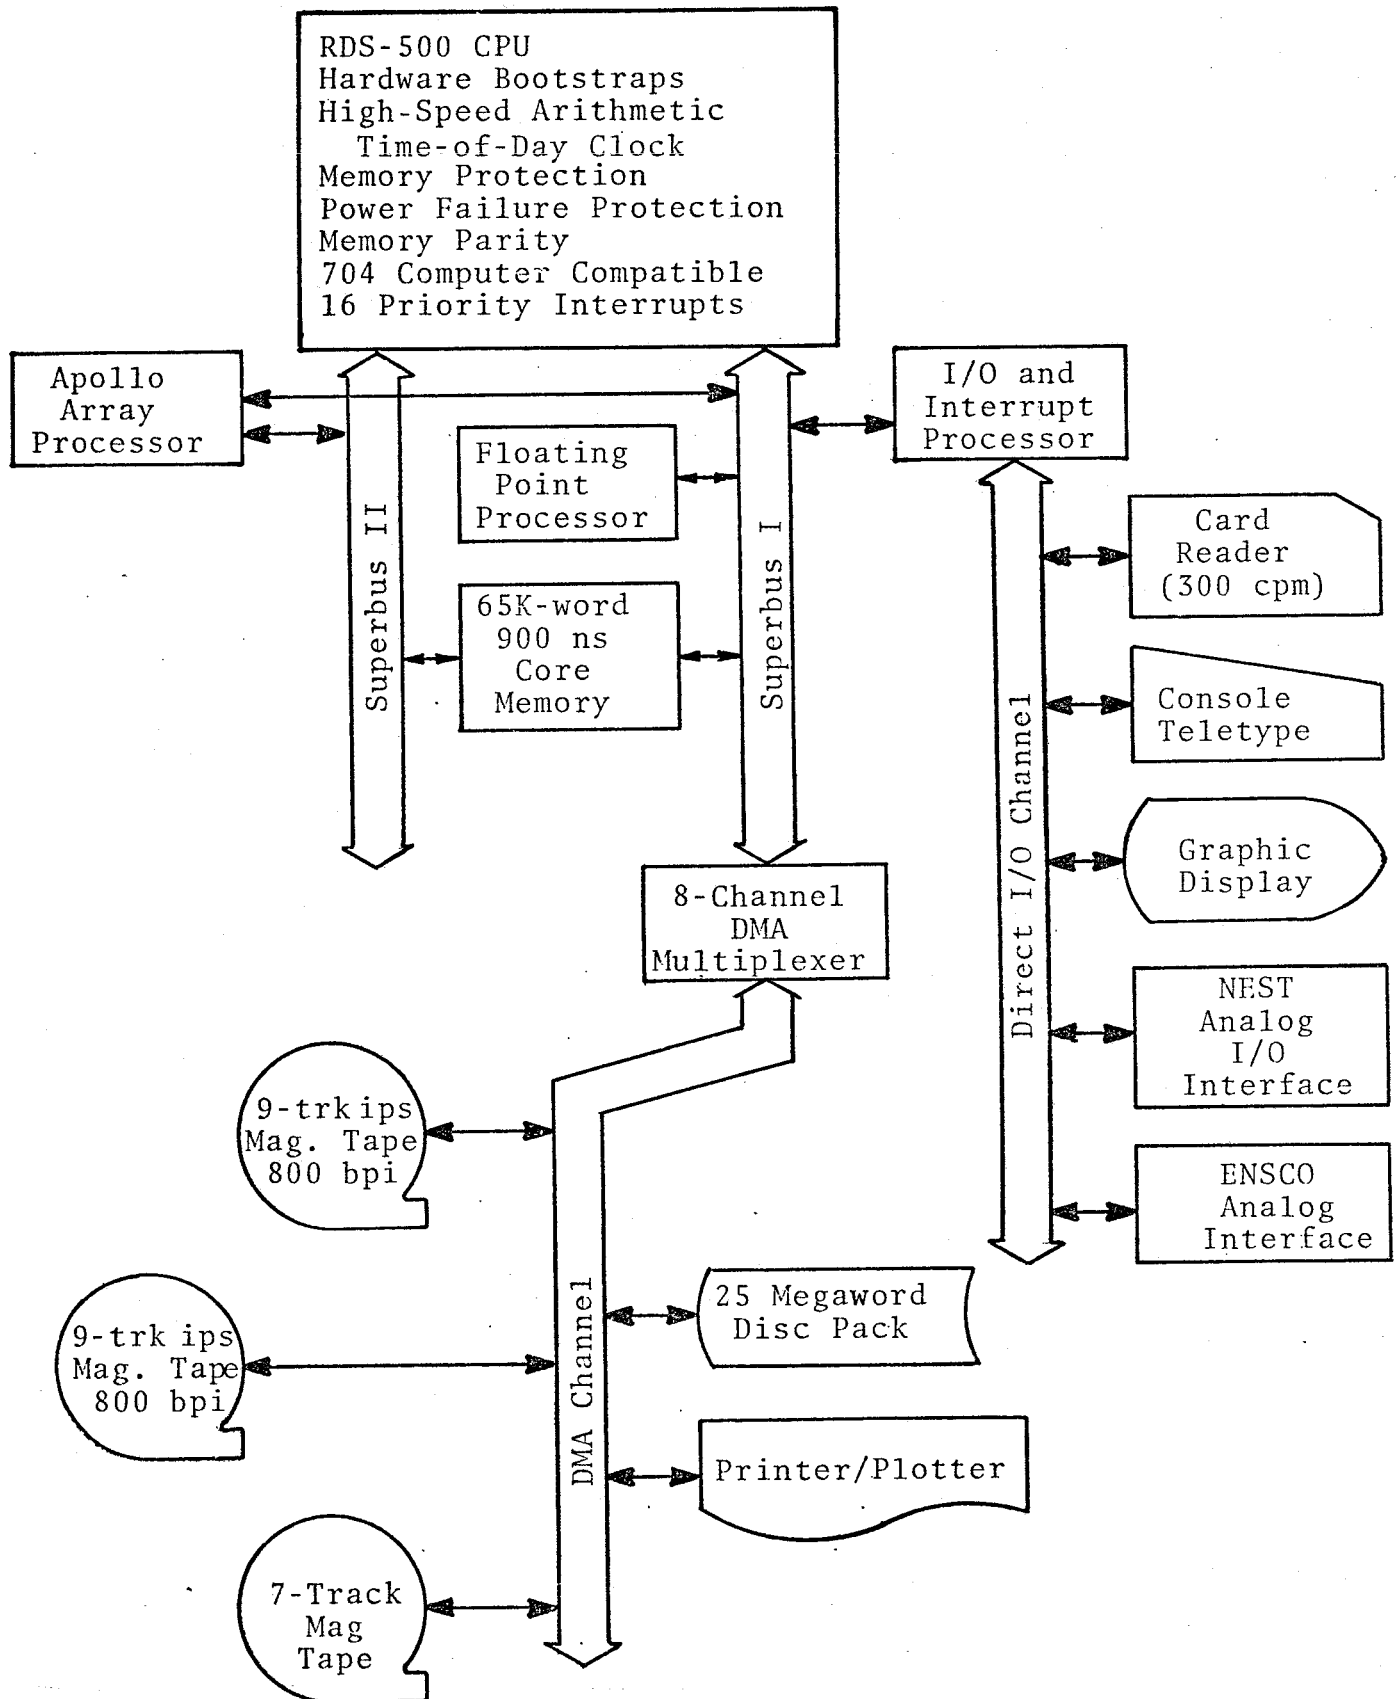 RDS-500 CPU
Hardware Bootstraps
High-Speed Arithmetic
Time-of-Day Clock
Memory Protection
Power Failure Protection
Memory Parity
704 Computer Compatible
16 Priority Interrupts
Apollo
Array
Processor
I/O and
Interrupt
Processor
Floating
Point
Processor
Superbus II
Superbus I
65K-word
900 ns
Core
Memory
Card
Reader
(300 cpm)
Console
Teletype
Direct I/O Channel
Graphic
Display
8-Channel
DMA
Multiplexer
NEST
Analog
I/O
Interface
9-trk ips
Mag. Tape
800 bpi
ENSCO
Analog
Interface
DMA Channel
25 Megaword
Disc Pack
9-trk ips
Mag. Tape
800 bpi
Printer/Plotter
7-Track
Mag
Tape